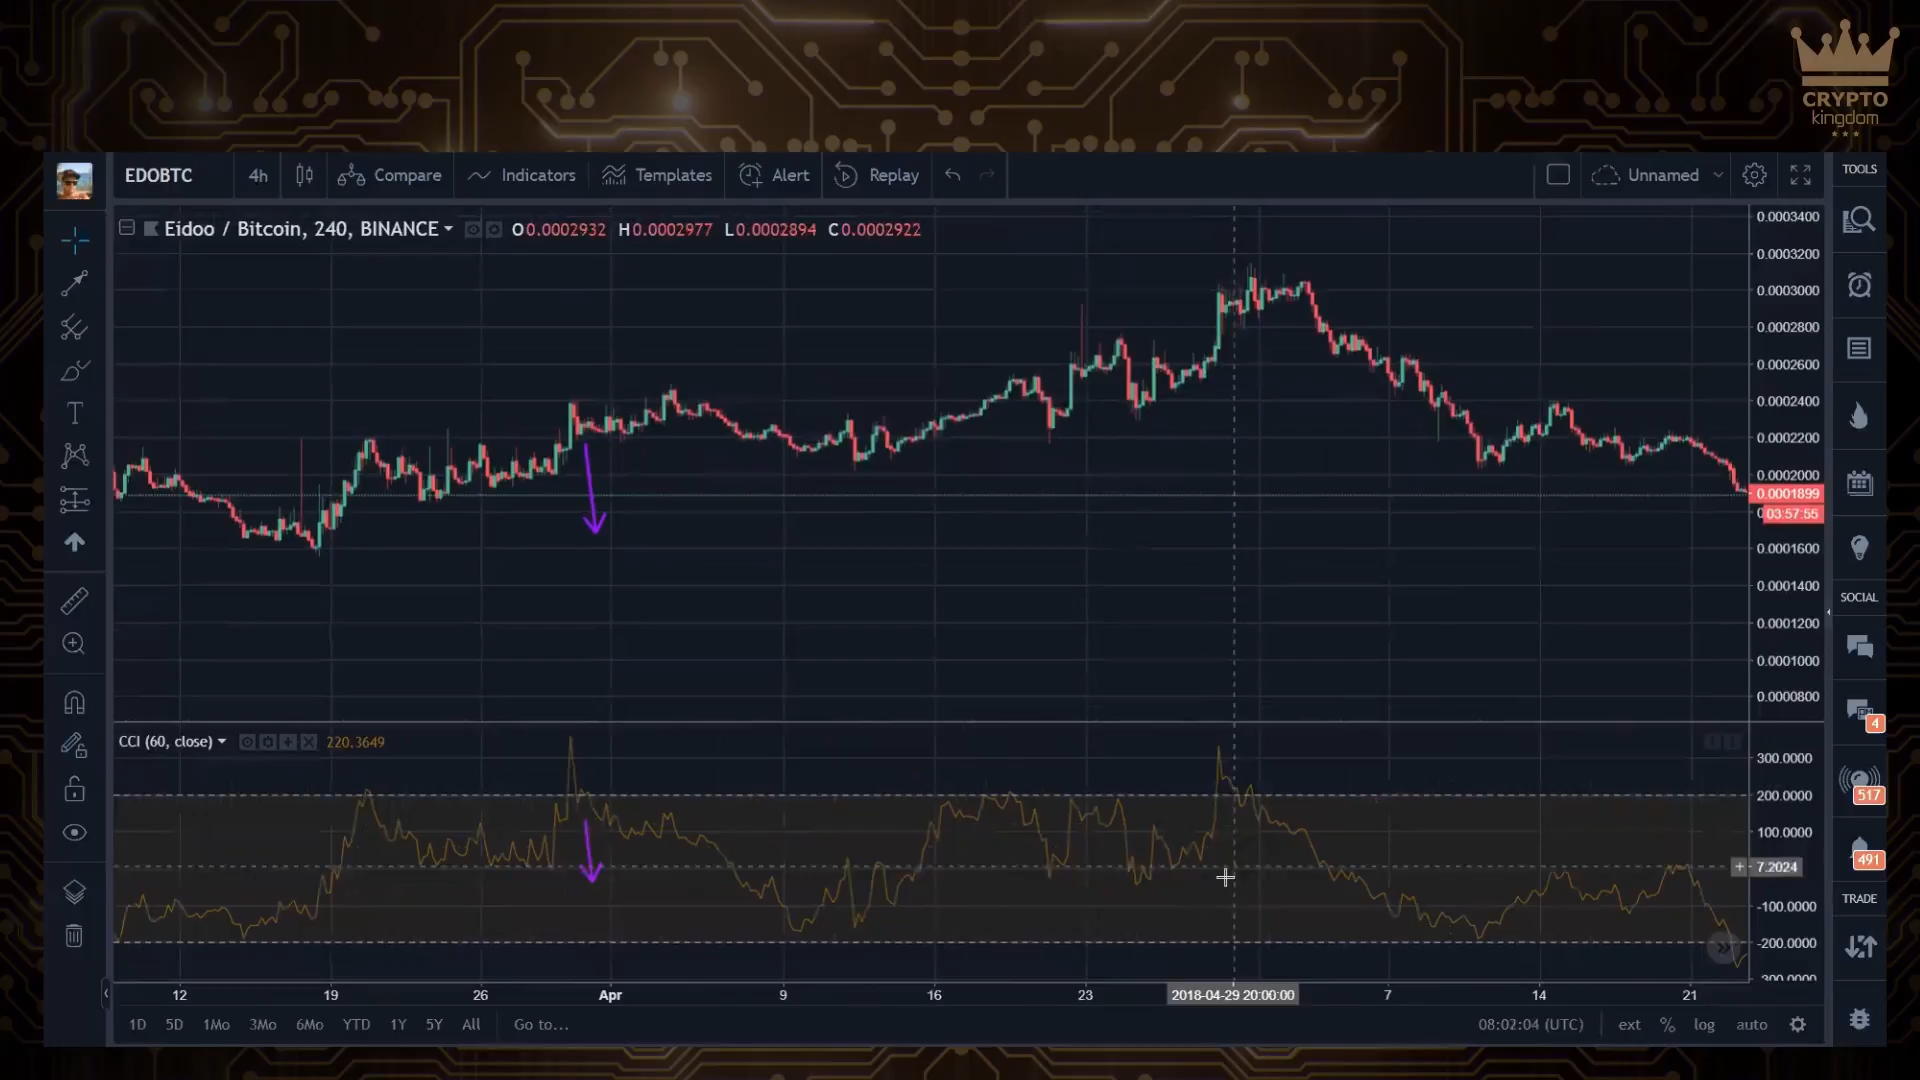 CRYPTO
kingdom
EDOBTC 4h Compare Indicators Templates Alert Replay Unnamed TOOLS
Eidoo / Bitcoin, 240, BINANCE O0.0002932 H0.0002977 L0.0002894 C0.0002922
0.0003400
0.0003200
0.0003000
0.0002800
0.0002600
0.0002400
0.0002200
0.0002000
0.0001899
03:57:55
0.0001600
0.0001400
0.0001200
0.0001000
0.0000800
SOCIAL
4
517
491
TRADE
CCI (60, close) 220.3649
300.0000
200.0000
100.0000
7.2024
-100.0000
-200.0000
12 19 26 Apr 9 16 23 2018-04-29 20:00:00 7 14 21
1D 5D 1Mo 3Mo 6Mo YTD 1Y 5Y All Go to... 08:02:04 (UTC) ext % log auto